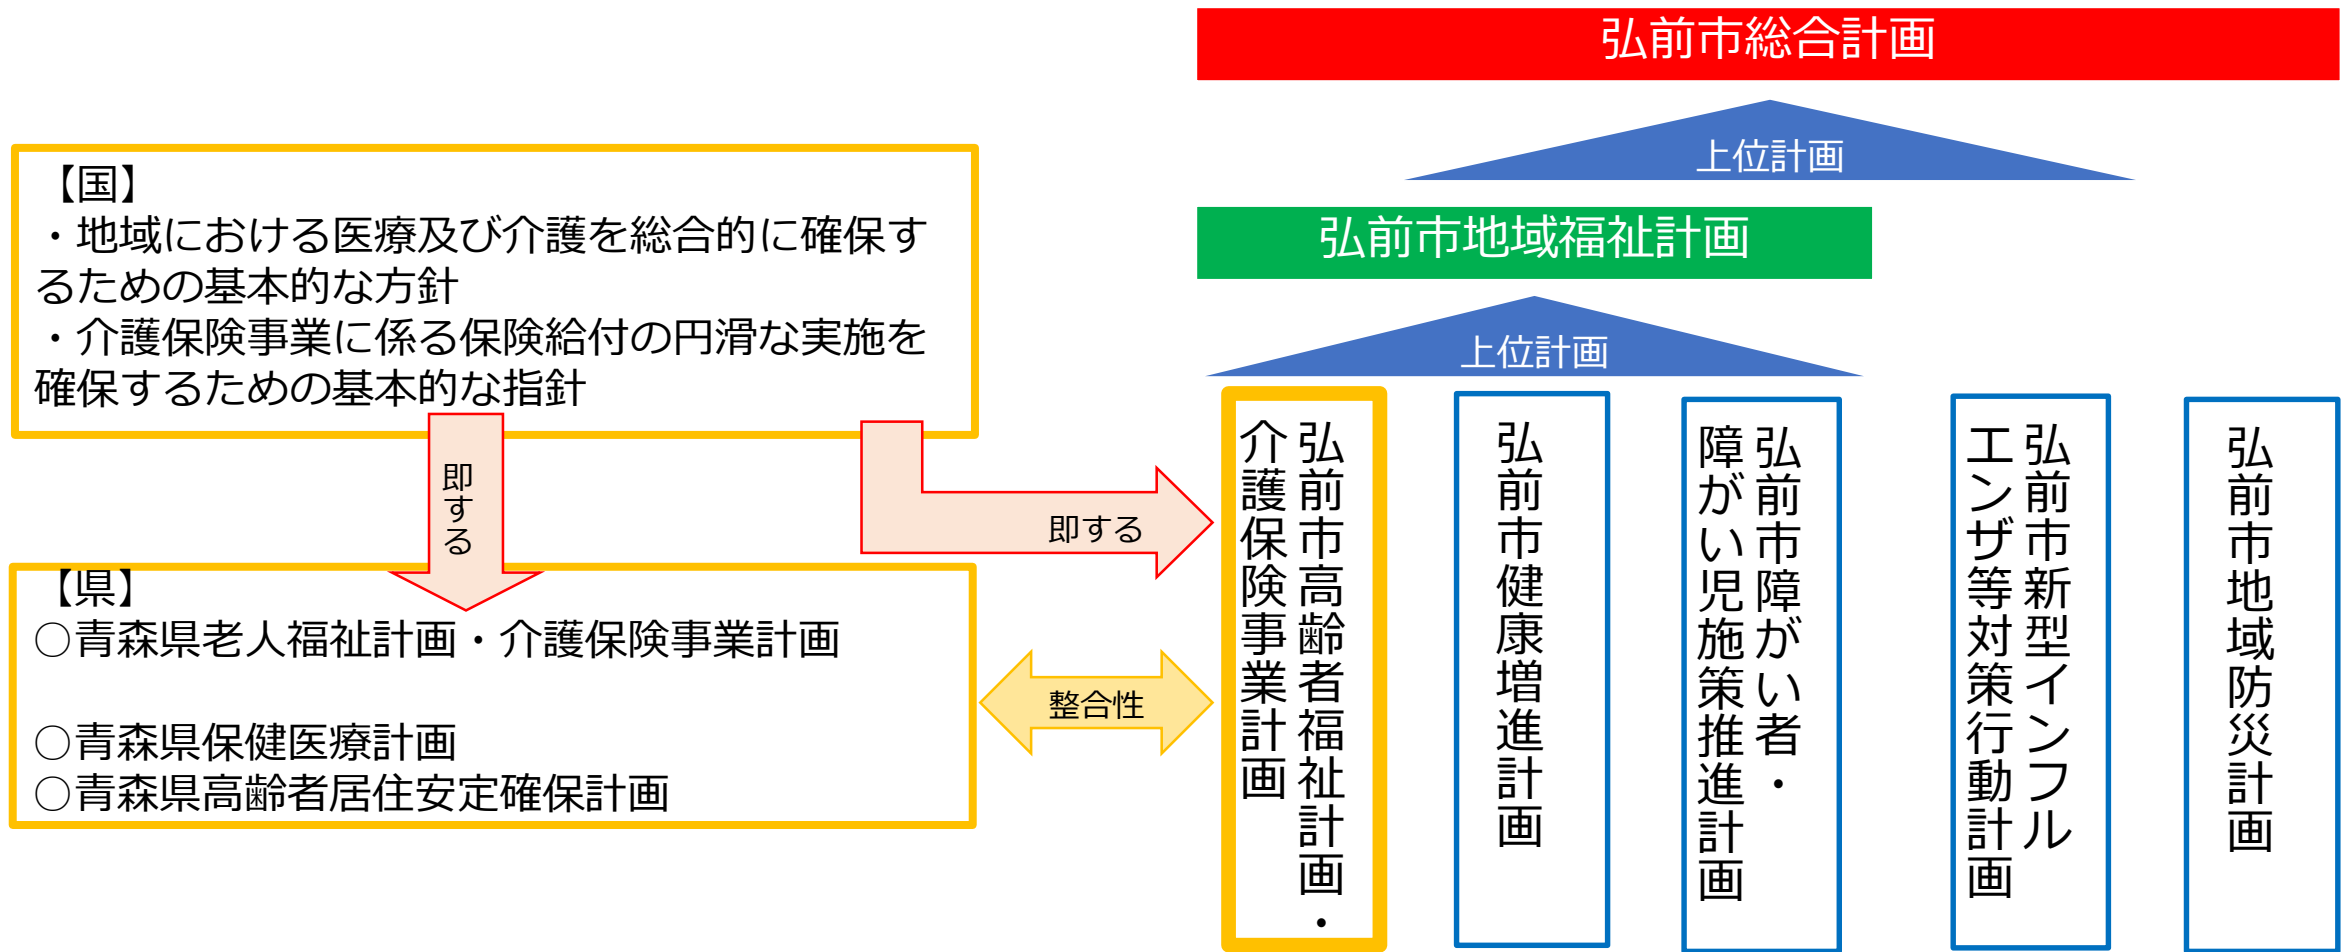 弘前市総合計画
上位計画
弘前市地域福祉計画
上位計画
【国】
・地域における医療及び介護を総合的に確保す
るための基本的な方針
・介護保険事業に係る保険給付の円滑な実施を
確保するための基本的な指針
即する
即する
【県】
○青森県老人福祉計画・介護保険事業計画
○青森県保健医療計画
○青森県高齢者居住安定確保計画
整合性
弘前市高齢者福祉計画・
介護保険事業計画
弘前市健康増進計画
弘前市障がい者・
障がい児施策推進計画
弘前市新型インフル
エンザ等対策行動計画
弘前市地域防災計画